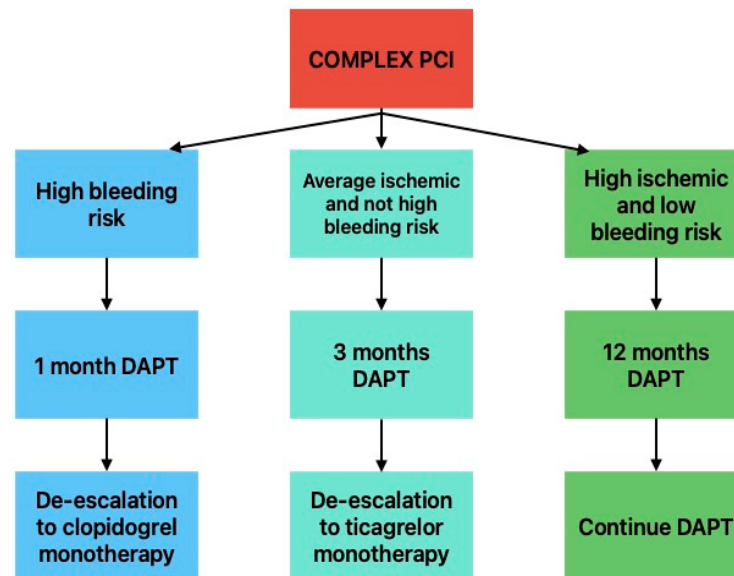 COMPLEX PCI
High bleeding
risk
Average ischemic
and not high
bleeding risk
High ischemic
and low
bleeding risk
1 month DAPT
3 months
DAPT
12 months
DAPT
De-escalation
to clopidogrel
monotherapy
De-escalation
to ticagrelor
monotherapy
Continue DAPT